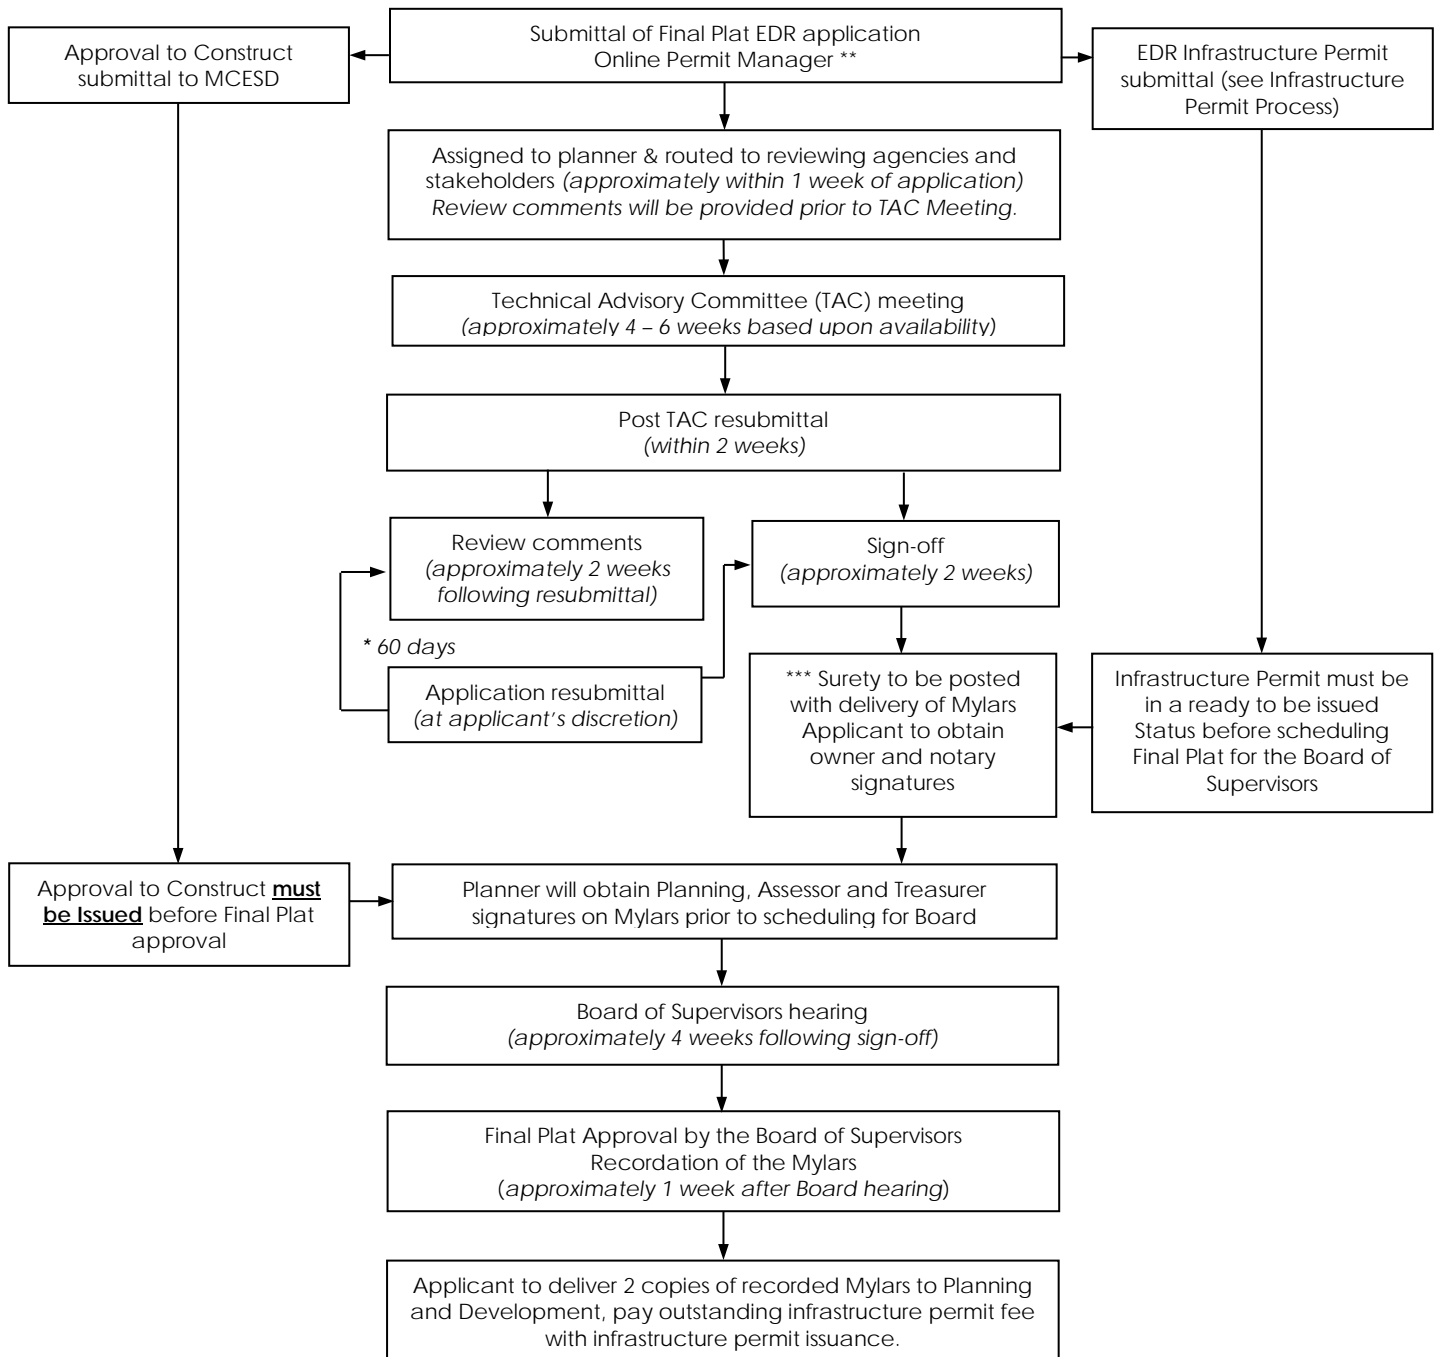 Submittal of Final Plat EDR application
Online Permit Manager **
Approval to Construct
submittal to MCESD
EDR Infrastructure Permit
submittal (see Infrastructure
Permit Process)
Assigned to planner & routed to reviewing agencies and
stakeholders (approximately within 1 week of application)
Review comments will be provided prior to TAC Meeting.
Technical Advisory Committee (TAC) meeting
(approximately 4 – 6 weeks based upon availability)
Post TAC resubmittal
(within 2 weeks)
Review comments
(approximately 2 weeks
following resubmittal)
Sign-off
(approximately 2 weeks)
* 60 days
Application resubmittal
(at applicant's discretion)
*** Surety to be posted
with delivery of Mylars
Applicant to obtain
owner and notary
signatures
Infrastructure Permit must be
in a ready to be issued
Status before scheduling
Final Plat for the Board of
Supervisors
Approval to Construct must
be Issued before Final Plat
approval
Planner will obtain Planning, Assessor and Treasurer
signatures on Mylars prior to scheduling for Board
Board of Supervisors hearing
(approximately 4 weeks following sign-off)
Final Plat Approval by the Board of Supervisors
Recordation of the Mylars
(approximately 1 week after Board hearing)
Applicant to deliver 2 copies of recorded Mylars to Planning
and Development, pay outstanding infrastructure permit fee
with infrastructure permit issuance.